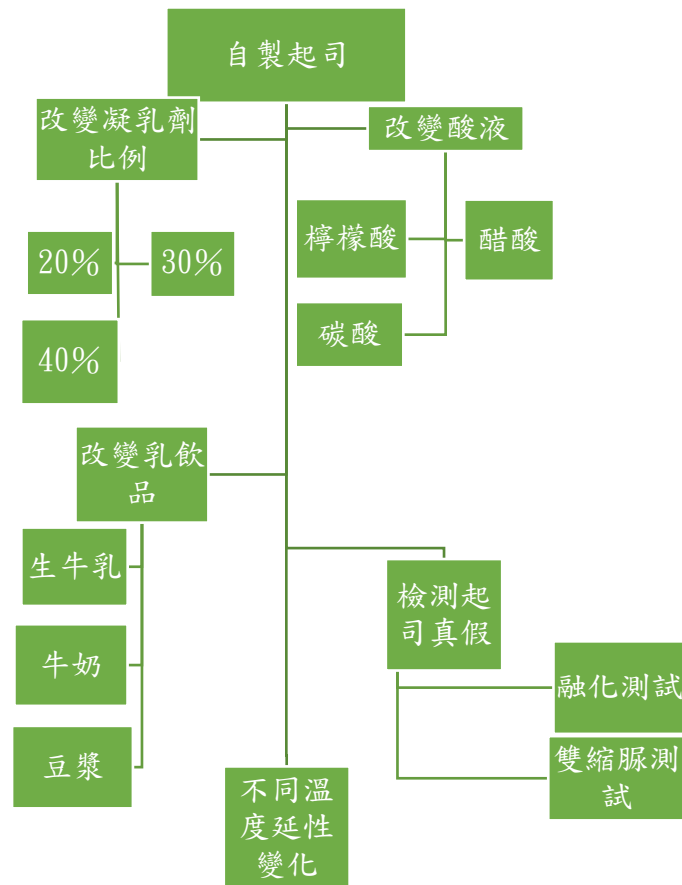 自製起司
改變凝乳劑
比例
改變酸液
20%
30%
40%
檸檬酸
醋酸
碳酸
改變乳飲
品
生牛乳
牛奶
豆漿
檢測起
司真假
融化測試
雙縮脲測
試
不同溫
度延性
變化